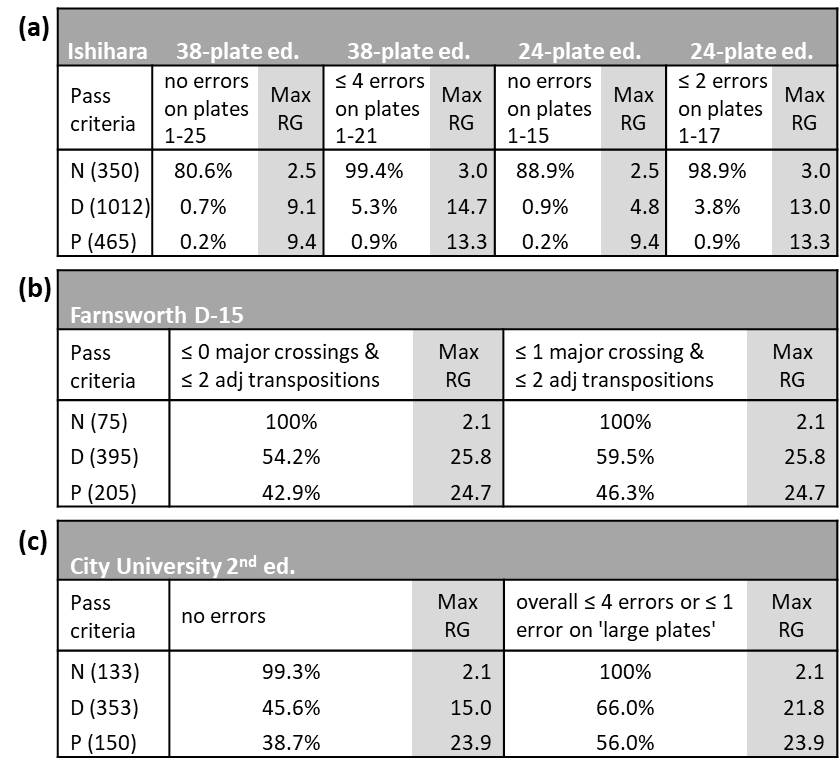 (a)
Ishihara 38-plate ed. 38-plate ed. 24-plate ed. 24-plate ed.
Pass criteria no errors on plates 1-25 Max RG ≤ 4 errors on plates 1-21 Max RG no errors on plates 1-15 Max RG ≤ 2 errors on plates 1-17 Max RG
N (350) 80.6% 2.5 99.4% 3.0 88.9% 2.5 98.9% 3.0
D (1012) 0.7% 9.1 5.3% 14.7 0.9% 4.8 3.8% 13.0
P (465) 0.2% 9.4 0.9% 13.3 0.2% 9.4 0.9% 13.3
(b)
Farnsworth D-15
Pass criteria ≤ 0 major crossings & ≤ 2 adj transpositions Max RG ≤ 1 major crossing & ≤ 2 adj transpositions Max RG
N (75) 100% 2.1 100% 2.1
D (395) 54.2% 25.8 59.5% 25.8
P (205) 42.9% 24.7 46.3% 24.7
(c)
City University 2nd ed.
Pass criteria no errors Max RG overall ≤ 4 errors or ≤ 1 error on 'large plates' Max RG
N (133) 99.3% 2.1 100% 2.1
D (353) 45.6% 15.0 66.0% 21.8
P (150) 38.7% 23.9 56.0% 23.9